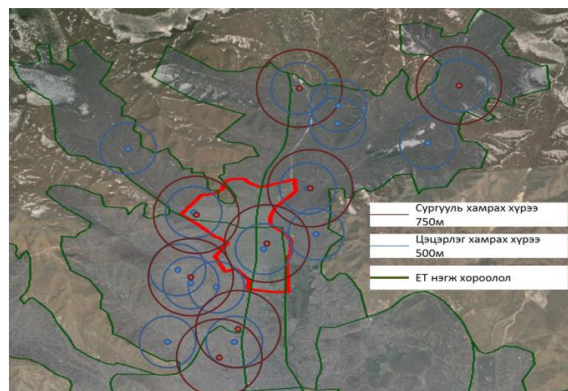 Сургууль хамрах хүрээ
750м
Цэцэрлэг хамрах хүрээ
500м
ЕТ нэгж хороолол